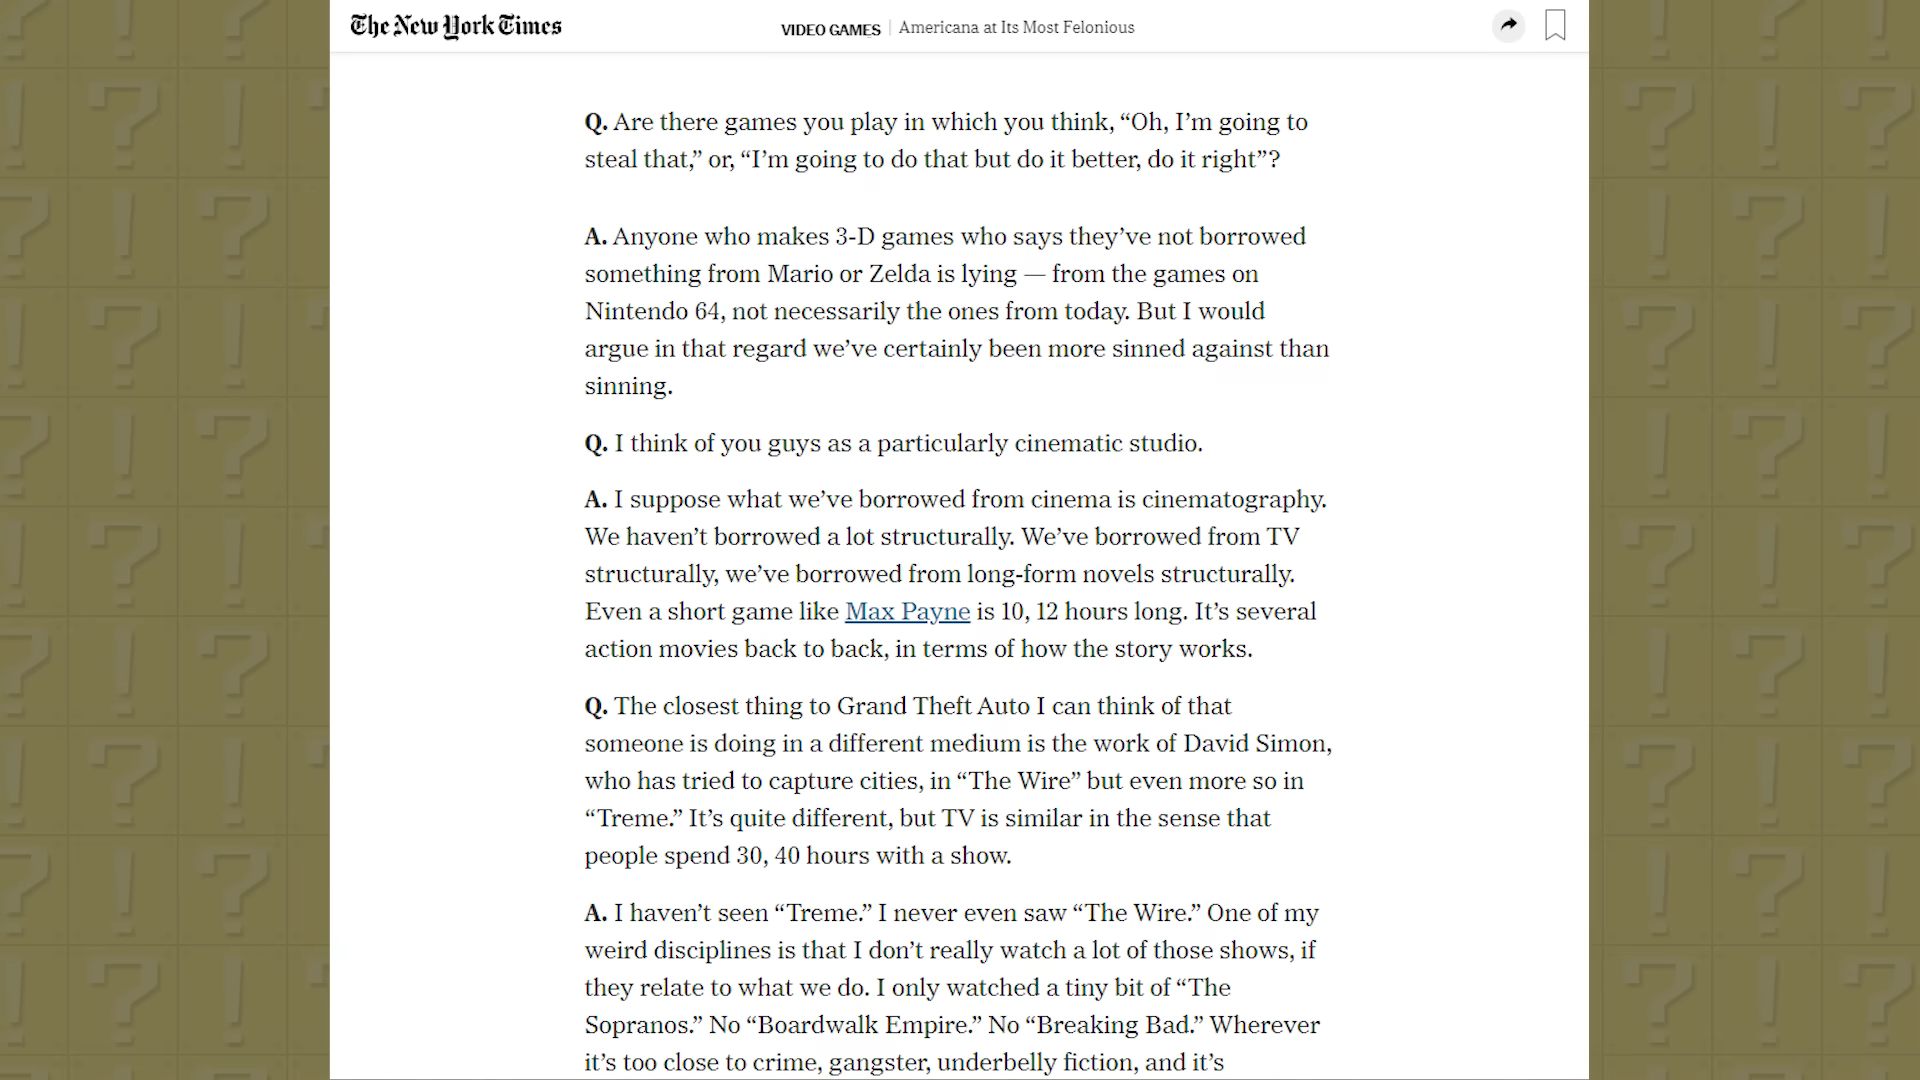 The New York Times
VIDEO GAMES | Americana at Its Most Felonious
Q. Are there games you play in which you think, “Oh, I’m going to
steal that,” or, “I’m going to do that but do it better, do it right”?
A. Anyone who makes 3-D games who says they’ve not borrowed
something from Mario or Zelda is lying — from the games on
Nintendo 64, not necessarily the ones from today. But I would
argue in that regard we’ve certainly been more sinned against than
sinning.
Q. I think of you guys as a particularly cinematic studio.
A. I suppose what we’ve borrowed from cinema is cinematography.
We haven’t borrowed a lot structurally. We’ve borrowed from TV
structurally, we’ve borrowed from long-form novels structurally.
Even a short game like Max Payne is 10, 12 hours long. It’s several
action movies back to back, in terms of how the story works.
Q. The closest thing to Grand Theft Auto I can think of that
someone is doing in a different medium is the work of David Simon,
who has tried to capture cities, in “The Wire” but even more so in
“Treme.” It’s quite different, but TV is similar in the sense that
people spend 30, 40 hours with a show.
A. I haven’t seen “Treme.” I never even saw “The Wire.” One of my
weird disciplines is that I don’t really watch a lot of those shows, if
they relate to what we do. I only watched a tiny bit of “The
Sopranos.” No “Boardwalk Empire.” No “Breaking Bad.” Wherever
it’s too close to crime, gangster, underbelly fiction, and it’s